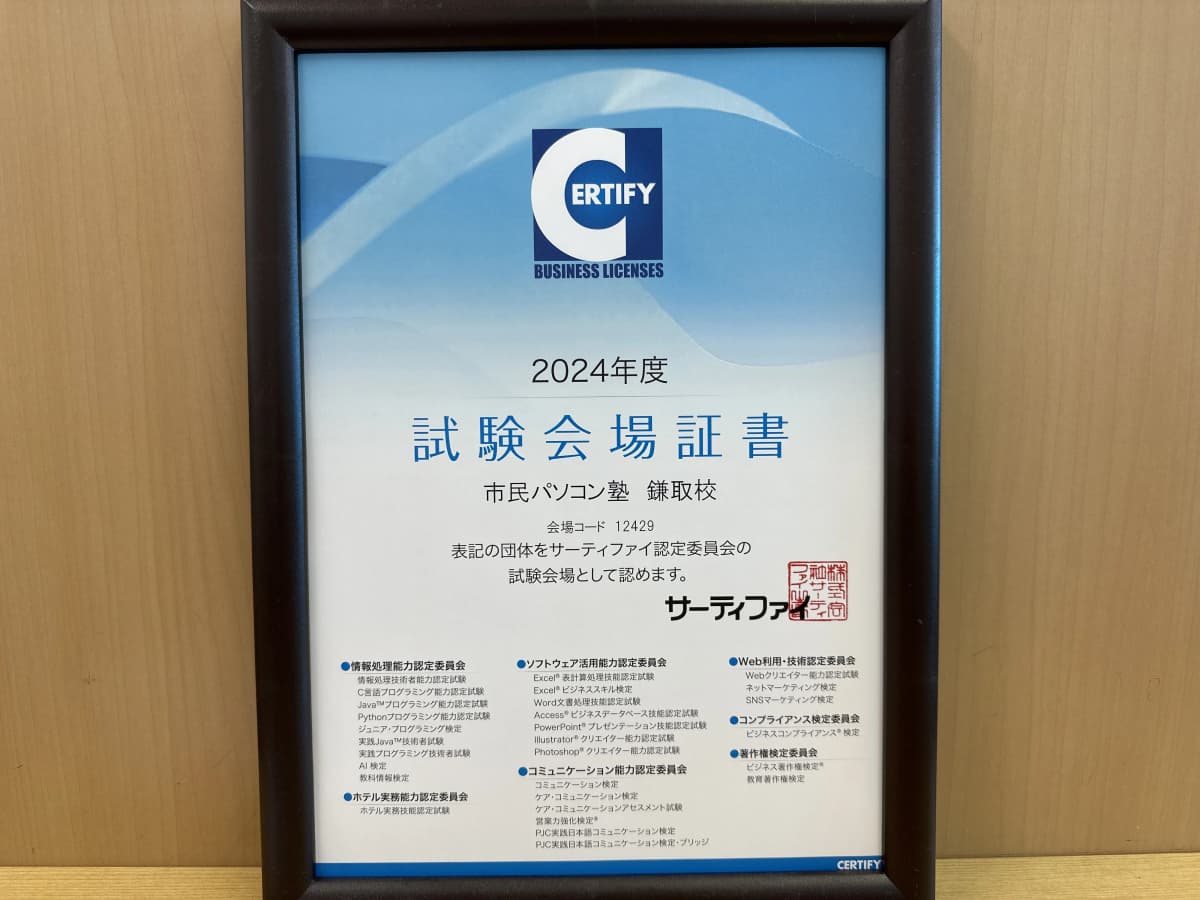 CERTIFY
BUSINESS LICENSES
2024年度
試験会場証書
市民パソコン塾 鎌取校
会場コード 12429
表記の団体をサーティファイ認定委員会の
試験会場として認めます。
サーティファイ
●情報処理能力認定委員会
情報処理技術者能力認定試験
C言語プログラミング能力認定試験
Java™プログラミング能力認定試験
Pythonプログラミング能力認定試験
ジュニア・プログラミング検定
実践Java™技術者試験
実践プログラミング技術者試験
AI 検定
教科情報検定
●ホテル実務能力認定委員会
ホテル実務技能認定試験
●ソフトウェア活用能力認定委員会
Excel®表計算処理技能認定試験
Excel®ビジネススキル検定
Word文書処理技能認定試験
Access®ビジネスデータベース技能認定試験
PowerPoint®プレゼンテーション技能認定試験
Illustrator®クリエイター能力認定試験
Photoshop®クリエイター能力認定試験
●コミュニケーション能力認定委員会
コミュニケーション検定
ケア・コミュニケーション検定
ケア・コミュニケーションアセスメント試験
営業力強化検定®
PJC実践日本語コミュニケーション検定
PJC実践日本語コミュニケーション検定・ブリッジ
●Web利用・技術認定委員会
Webクリエイター能力認定試験
ネットマーケティング検定
SNSマーケティング検定
●コンプライアンス検定委員会
ビジネスコンプライアンス®検定
●著作権検定委員会
ビジネス著作権検定®
教育著作権検定
CERTIFY